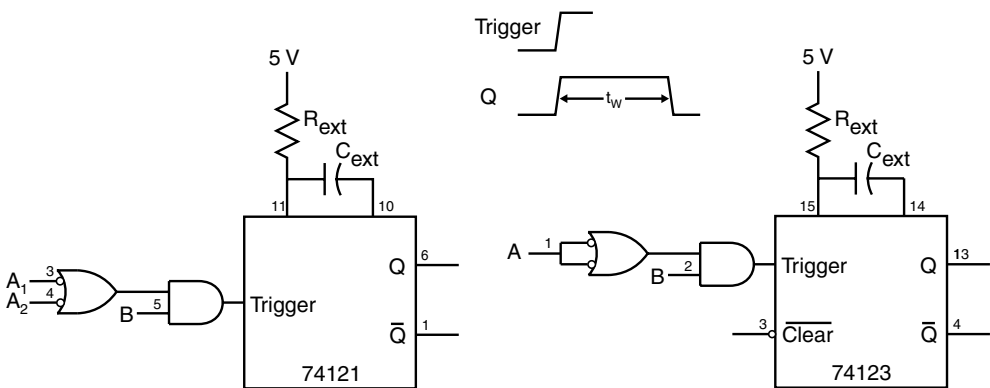 Trigger
5 V
Q
t_W
5 V
R_ext
C_ext
11
10
A_1
3
A_2
4
B
5
Trigger
Q
6
Q̅
1
74121
R_ext
C_ext
15
14
A
1
B
2
Trigger
Q
13
3
C̅l̅e̅a̅r̅
Q̅
4
74123